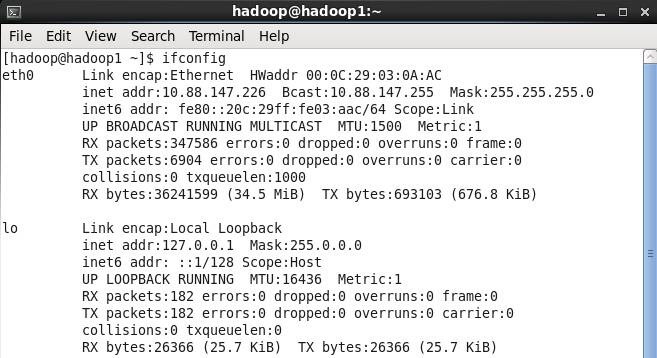 hadoop@hadoop1:~
File Edit View Search Terminal Help
[hadoop@hadoop1 ~]$ ifconfig
eth0      Link encap:Ethernet  HWaddr 00:0C:29:03:0A:AC
          inet addr:10.88.147.226  Bcast:10.88.147.255  Mask:255.255.255.0
          inet6 addr: fe80::20c:29ff:fe03:aac/64 Scope:Link
          UP BROADCAST RUNNING MULTICAST  MTU:1500  Metric:1
          RX packets:347586 errors:0 dropped:0 overruns:0 frame:0
          TX packets:6904 errors:0 dropped:0 overruns:0 carrier:0
          collisions:0 txqueuelen:1000
          RX bytes:36241599 (34.5 MiB)  TX bytes:693103 (676.8 KiB)
lo        Link encap:Local Loopback
          inet addr:127.0.0.1  Mask:255.0.0.0
          inet6 addr: ::1/128 Scope:Host
          UP LOOPBACK RUNNING  MTU:16436  Metric:1
          RX packets:182 errors:0 dropped:0 overruns:0 frame:0
          TX packets:182 errors:0 dropped:0 overruns:0 carrier:0
          collisions:0 txqueuelen:0
          RX bytes:26366 (25.7 KiB)  TX bytes:26366 (25.7 KiB)